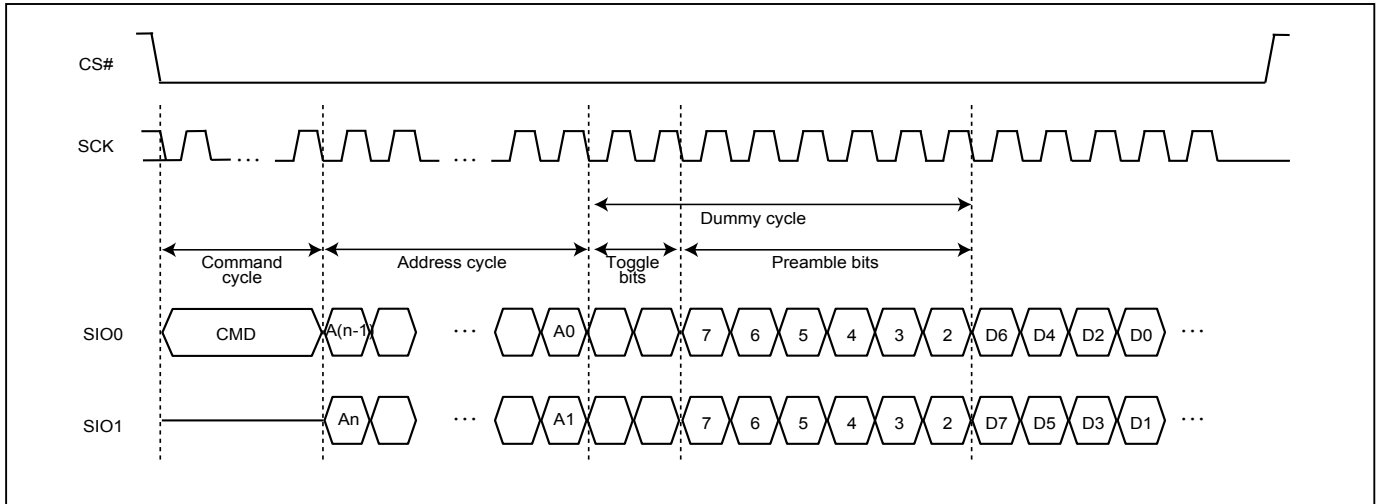 CS#
SCK
… …
Dummy cycle
Command
cycle
Address cycle
Toggle
bits
Preamble bits
SIO0 CMD A(n-1) … A0 7 6 5 4 3 2 D6 D4 D2 D0 …
SIO1 An … A1 7 6 5 4 3 2 D7 D5 D3 D1 …